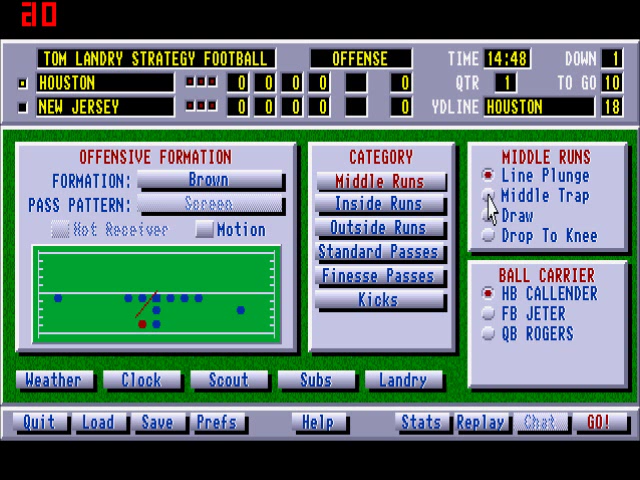 20
TOM LANDRY STRATEGY FOOTBALL OFFENSE TIME 14:48 DOWN 1
HOUSTON 0 0 0 0 0 QTR 1 TO GO 10
NEW JERSEY 0 0 0 0 0 YDLINE HOUSTON 18
OFFENSIVE FORMATION
FORMATION: Brown
PASS PATTERN: Screen
Hot Receiver Motion
CATEGORY
Middle Runs
Inside Runs
Outside Runs
Standard Passes
Finesse Passes
Kicks
MIDDLE RUNS
Line Plunge
Middle Trap
Draw
Drop To Knee
BALL CARRIER
HB CALLENDER
FB JETER
QB ROGERS
Weather Clock Scout Subs Landry
Quit Load Save Prefs Help Stats Replay Chat GO!